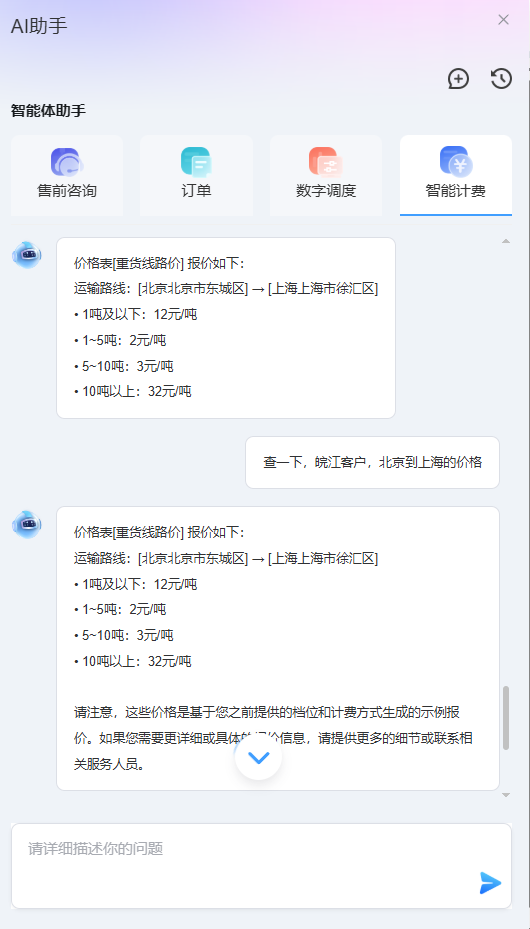 AI助手
智能体助手
售前咨询
订单
数字调度
智能计费
价格表[重货线路价] 报价如下：
运输路线：[北京北京市东城区] → [上海上海市徐汇区]
• 1吨及以下：12元/吨
• 1~5吨：2元/吨
• 5~10吨：3元/吨
• 10吨以上：32元/吨
查一下，皖江客户，北京到上海的价格
价格表[重货线路价] 报价如下：
运输路线：[北京北京市东城区] → [上海上海市徐汇区]
• 1吨及以下：12元/吨
• 1~5吨：2元/吨
• 5~10吨：3元/吨
• 10吨以上：32元/吨
请注意，这些价格是基于您之前提供的档位和计费方式生成的示例报
价。如果您需要更详细或具体的价信息，请提供更多的细节或联系相
关服务人员。
请详细描述你的问题